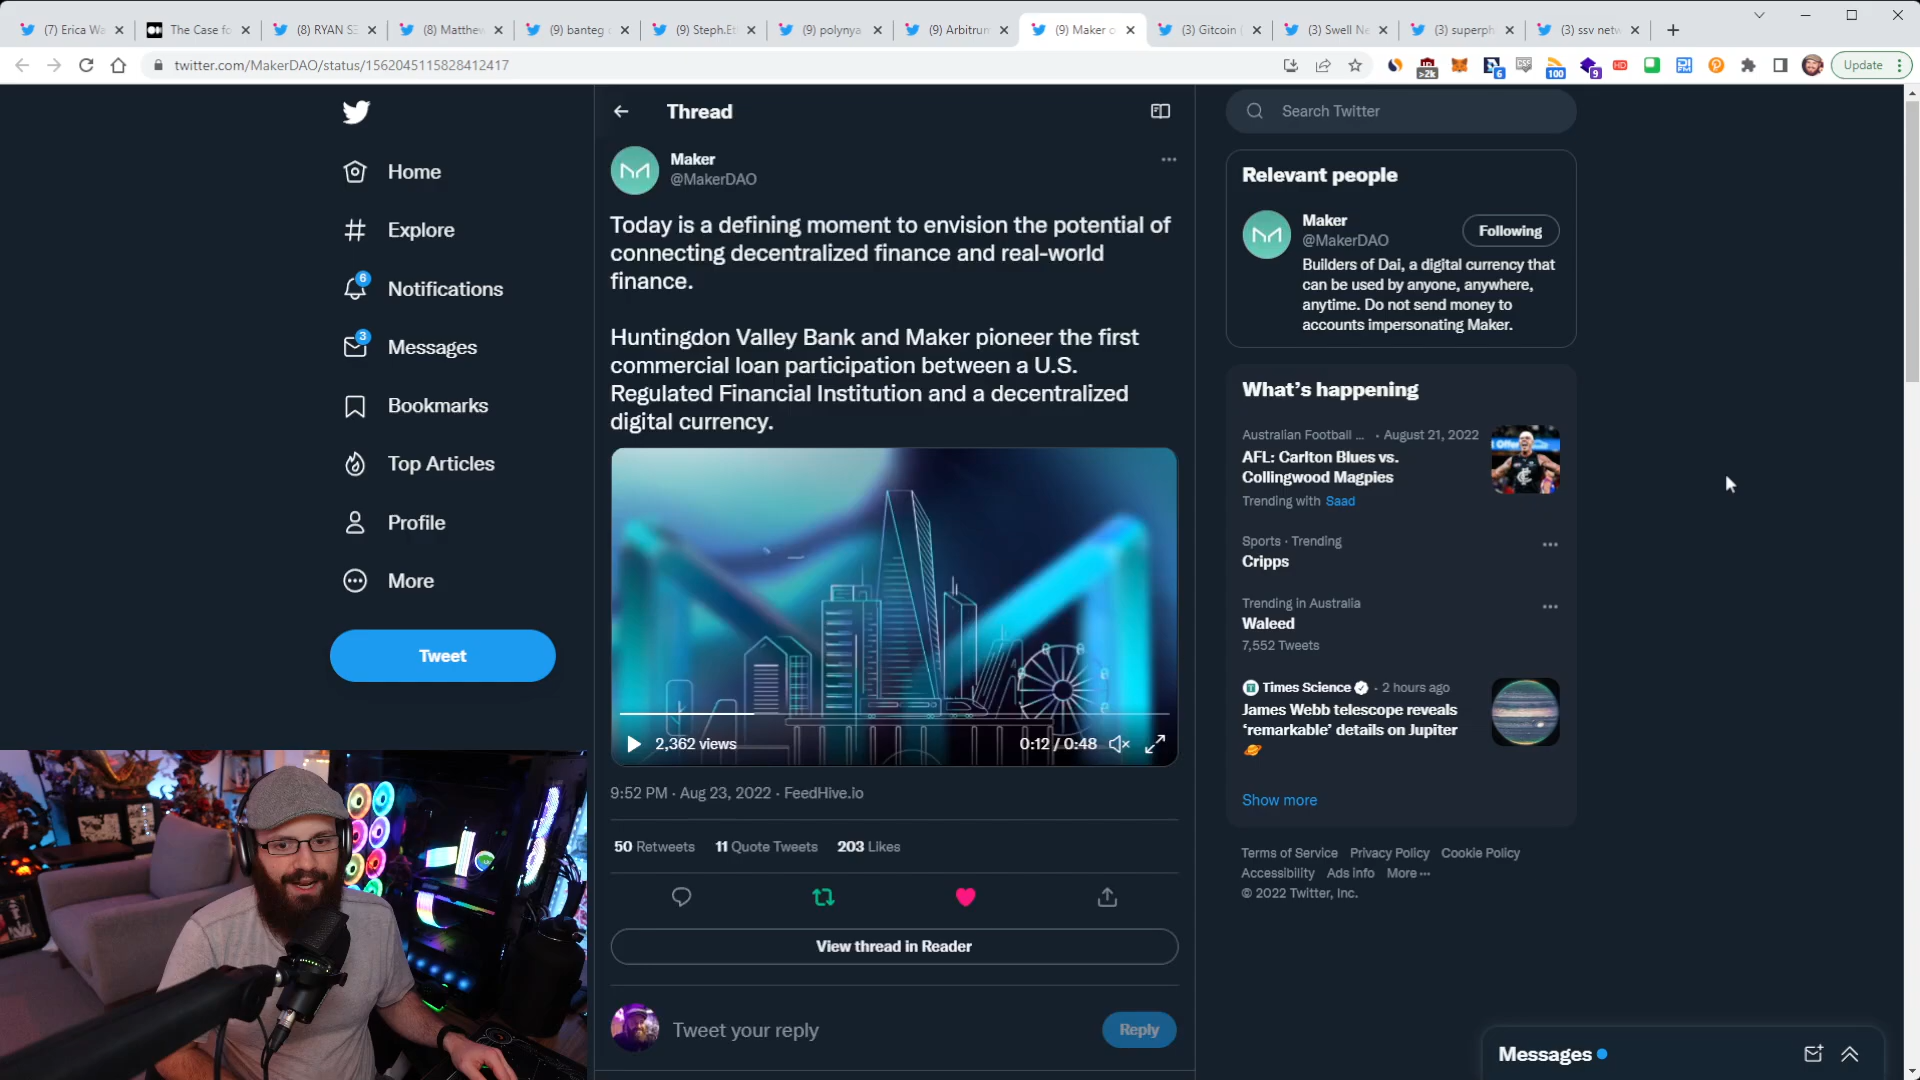 (7) Erica Wa
The Case fo
(8) RYAN SΞ
(8) Matthew
(9) banteg
(9) Steph.Et
(9) polynya
(9) Arbitrum
(9) Maker o
(3) Gitcoin
(3) Swell Ne
(3) superph
(3) ssv netw
twitter.com/MakerDAO/status/1562045115828412417
>2k
6
100
9
HD
Update
Home
Explore
6
Notifications
3
Messages
Bookmarks
Top Articles
Profile
More
Tweet
Thread
Maker
@MakerDAO
Today is a defining moment to envision the potential of
connecting decentralized finance and real-world
finance.
Huntingdon Valley Bank and Maker pioneer the first
commercial loan participation between a U.S.
Regulated Financial Institution and a decentralized
digital currency.
2,362 views
0:12 / 0:48
9:52 PM · Aug 23, 2022 · FeedHive.io
50 Retweets 11 Quote Tweets 203 Likes
View thread in Reader
Tweet your reply
Reply
Search Twitter
Relevant people
Maker
@MakerDAO
Following
Builders of Dai, a digital currency that
can be used by anyone, anywhere,
anytime. Do not send money to
accounts impersonating Maker.
What's happening
Australian Football ... · August 21, 2022
AFL: Carlton Blues vs.
Collingwood Magpies
Trending with Saad
Sports · Trending
Cripps
Trending in Australia
Waleed
7,552 Tweets
Times Science · 2 hours ago
James Webb telescope reveals
‘remarkable’ details on Jupiter
Show more
Terms of Service Privacy Policy Cookie Policy
Accessibility Ads info More
© 2022 Twitter, Inc.
Messages